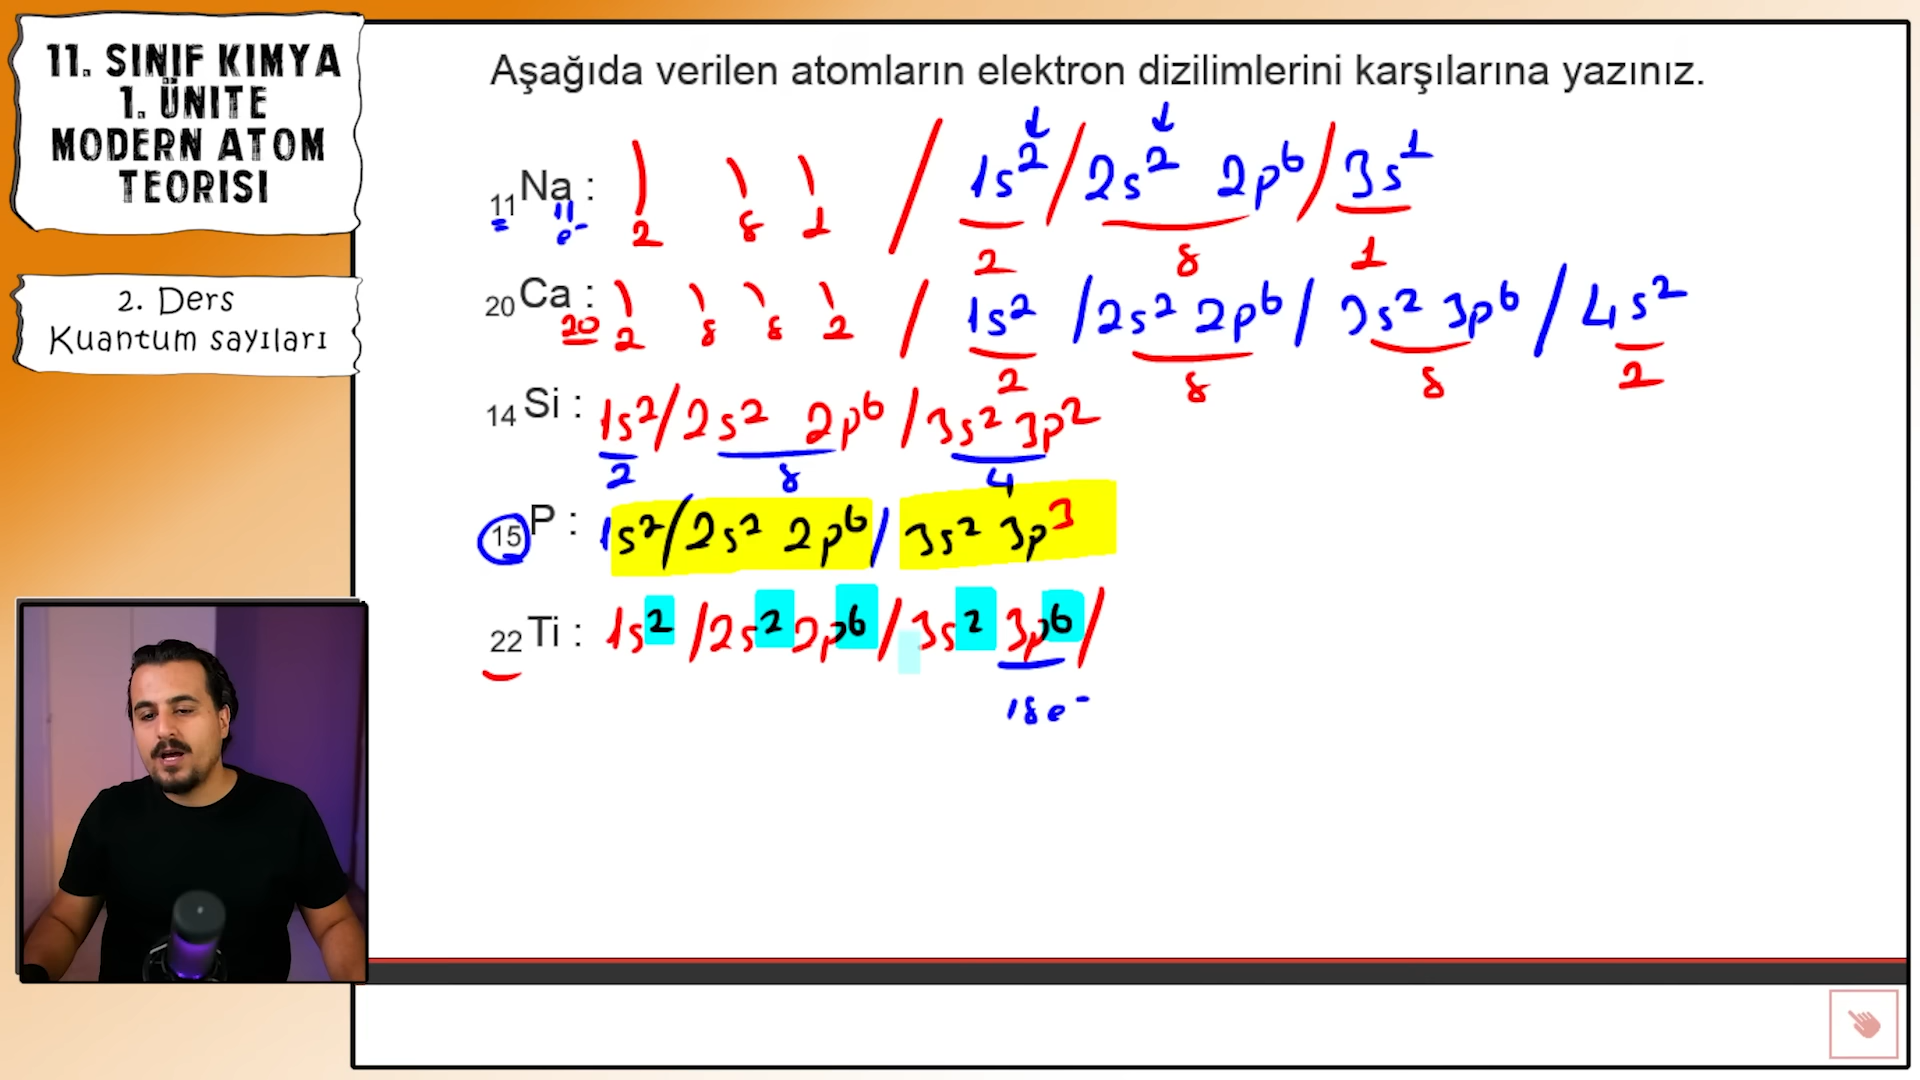 11. SINIF KIMYA
1. ÜNITE
MODERN ATOM
TEORISI
2. Ders
Kuantum sayıları
Aşağıda verilen atomların elektron dizilimlerini karşılarına yazınız.
₁₁Na : ) ) ) / 1s² / 2s² 2p⁶ / 3s¹
11 e⁻ 2 8 1 2 8 1
₂₀Ca : ) ) ) ) / 1s² / 2s² 2p⁶ / 3s² 3p⁶ / 4s²
20 2 8 8 2 2 8 8 2
₁₄Si : 1s² / 2s² 2p⁶ / 3s² 3p²
2 8 4
₁₅P : 1s² / 2s² 2p⁶ / 3s² 3p³
₂₂Ti : 1s² / 2s² 2p⁶ / 3s² 3p⁶ /
18e⁻